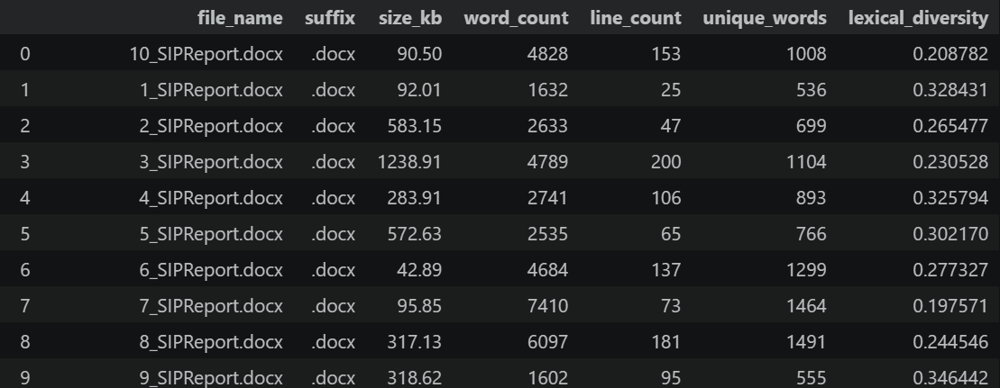 file_name suffix size_kb word_count line_count unique_words lexical_diversity
0 10_SIPReport.docx .docx 90.50 4828 153 1008 0.208782
1 1_SIPReport.docx .docx 92.01 1632 25 536 0.328431
2 2_SIPReport.docx .docx 583.15 2633 47 699 0.265477
3 3_SIPReport.docx .docx 1238.91 4789 200 1104 0.230528
4 4_SIPReport.docx .docx 283.91 2741 106 893 0.325794
5 5_SIPReport.docx .docx 572.63 2535 65 766 0.302170
6 6_SIPReport.docx .docx 42.89 4684 137 1299 0.277327
7 7_SIPReport.docx .docx 95.85 7410 73 1464 0.197571
8 8_SIPReport.docx .docx 317.13 6097 181 1491 0.244546
9 9_SIPReport.docx .docx 318.62 1602 95 555 0.346442